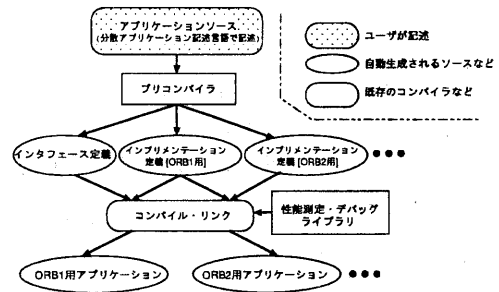 アプリケーションソース
(分散アプリケーション記述言語で記述)
プリコンパイラ
インタフェース定義
インプリメンテーション
定義[ORB1用]
インプリメンテーション
定義[ORB2用]
コンパイル・リンク
性能測定・デバッグ
ライブラリ
ORB1用アプリケーション
ORB2用アプリケーション
ユーザが記述
自動生成されるソースなど
既存のコンパイラなど